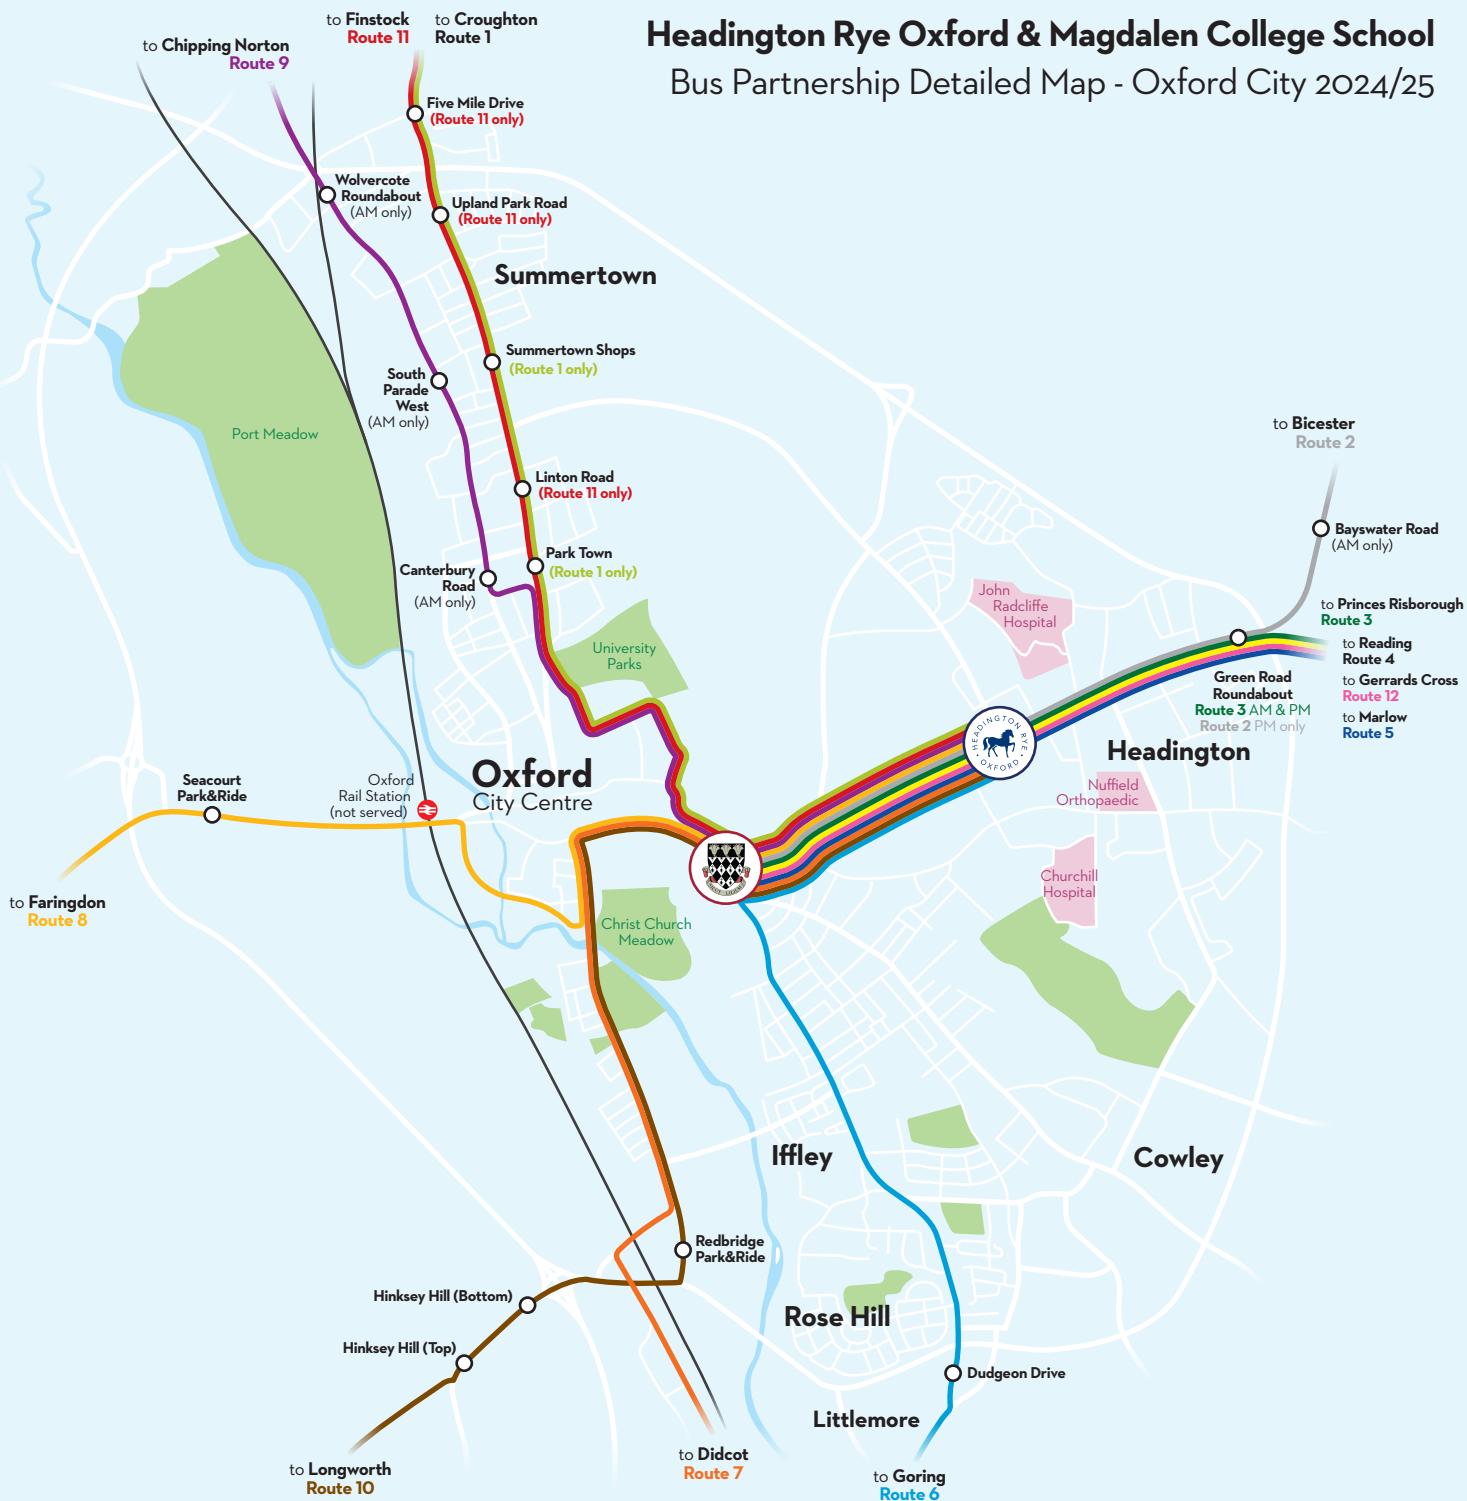 Headington Rye Oxford & Magdalen College School
Bus Partnership Detailed Map - Oxford City 2024/25
to Finstock
Route 11
to Croughton
Route 1
to Chipping Norton
Route 9
Five Mile Drive
(Route 11 only)
Wolvercote
Roundabout
(AM only)
Upland Park Road
(Route 11 only)
Summertown
Summertown Shops
(Route 1 only)
South
Parade
West
(AM only)
Port Meadow
to Bicester
Route 2
Linton Road
(Route 11 only)
Bayswater Road
(AM only)
Park Town
(Route 1 only)
Canterbury
Road
(AM only)
John
Radcliffe
Hospital
to Princes Risborough
Route 3
to Reading
Route 4
to Gerrards Cross
Route 12
to Marlow
Route 5
University
Parks
Green Road
Roundabout
Route 3 AM & PM
Route 2 PM only
HEADINGTON RYE
OXFORD
Headington
Oxford
City Centre
Nuffield
Orthopaedic
Seacourt
Park&Ride
Oxford
Rail Station
(not served)
Churchill
Hospital
to Faringdon
Route 8
Christ Church
Meadow
Iffley
Cowley
Redbridge
Park&Ride
Hinksey Hill (Bottom)
Rose Hill
Hinksey Hill (Top)
Dudgeon Drive
Littlemore
to Longworth
Route 10
to Didcot
Route 7
to Goring
Route 6